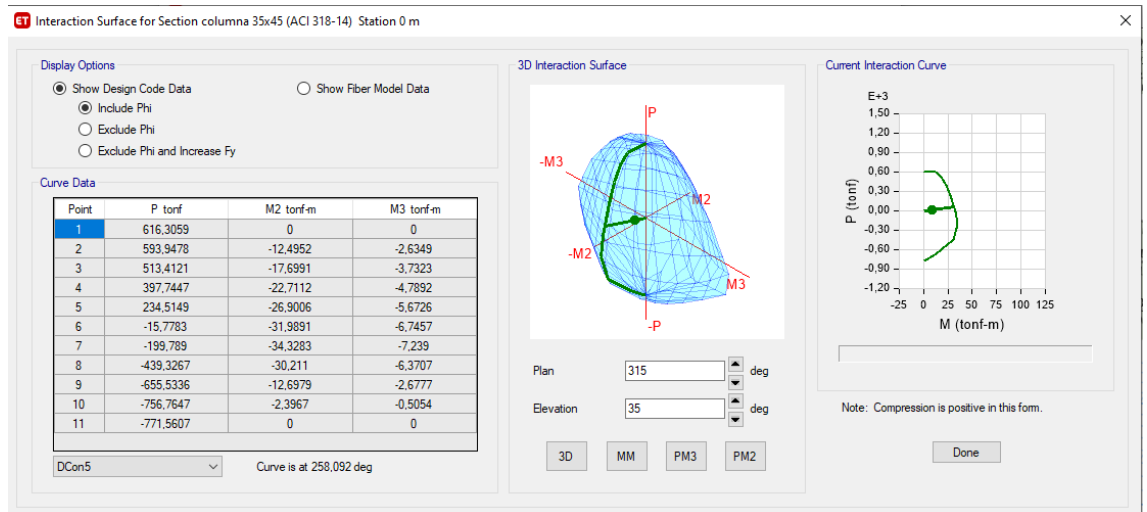 ET Interaction Surface for Section columna 35x45 (ACI 318-14) Station 0 m
Display Options
Show Design Code Data Show Fiber Model Data
Include Phi
Exclude Phi
Exclude Phi and Increase Fy
Curve Data
Point P tonf M2 tonf-m M3 tonf-m
1 616,3059 0 0
2 593,9478 -12,4952 -2,6349
3 513,4121 -17,6991 -3,7323
4 397,7447 -22,7112 -4,7892
5 234,5149 -26,9006 -5,6726
6 -15,7783 -31,9891 -6,7457
7 -199,789 -34,3283 -7,239
8 -439,3267 -30,211 -6,3707
9 -655,5336 -12,6979 -2,6777
10 -756,7647 -2,3967 -0,5054
11 -771,5607 0 0
DCon5 Curve is at 258,092 deg
3D Interaction Surface
P
-M3
M2
-M2
M3
-P
Plan 315 deg
Elevation 35 deg
3D MM PM3 PM2
Current Interaction Curve
E+3
1,50
1,20
0,90
0,60
0,30
0,00
-0,30
-0,60
-0,90
-1,20
P (tonf)
-25 0 25 50 75 100 125
M (tonf-m)
Note: Compression is positive in this form.
Done